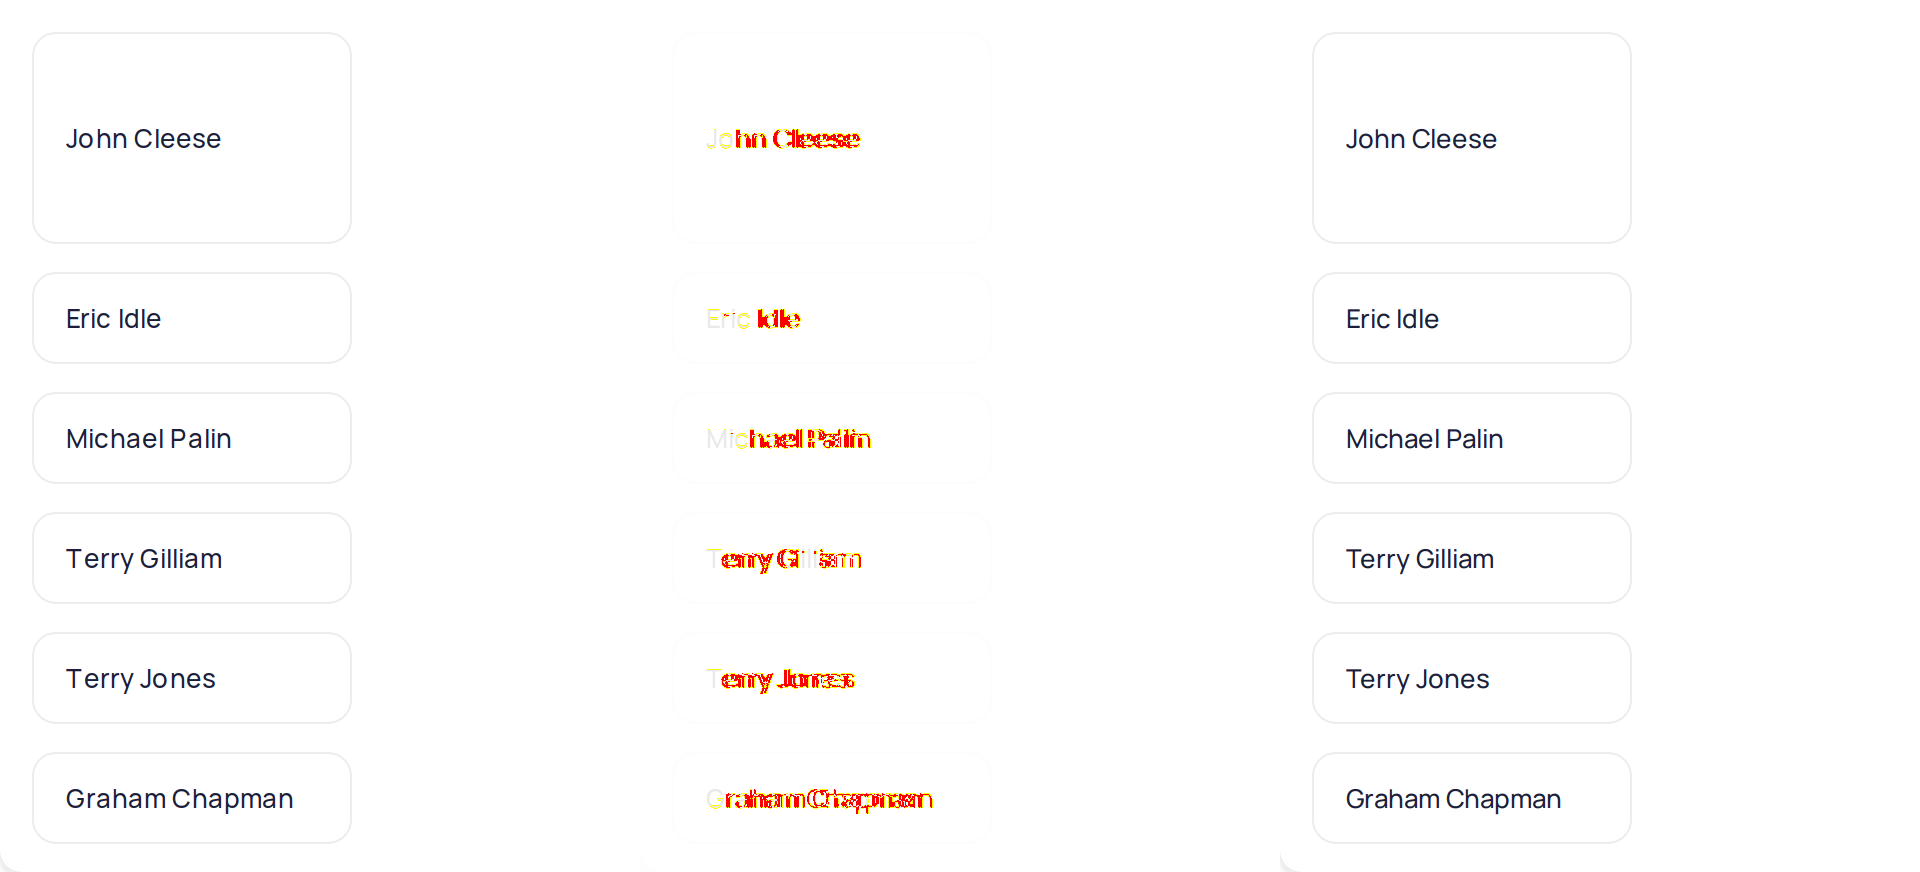 John Cleese John Cleese John Cleese
Eric Idle Eric Idle Eric Idle
Michael Palin Michael Palin Michael Palin
Terry Gilliam Terry Gilliam Terry Gilliam
Terry Jones Terry Jones Terry Jones
Graham Chapman Graham Chapman Graham Chapman